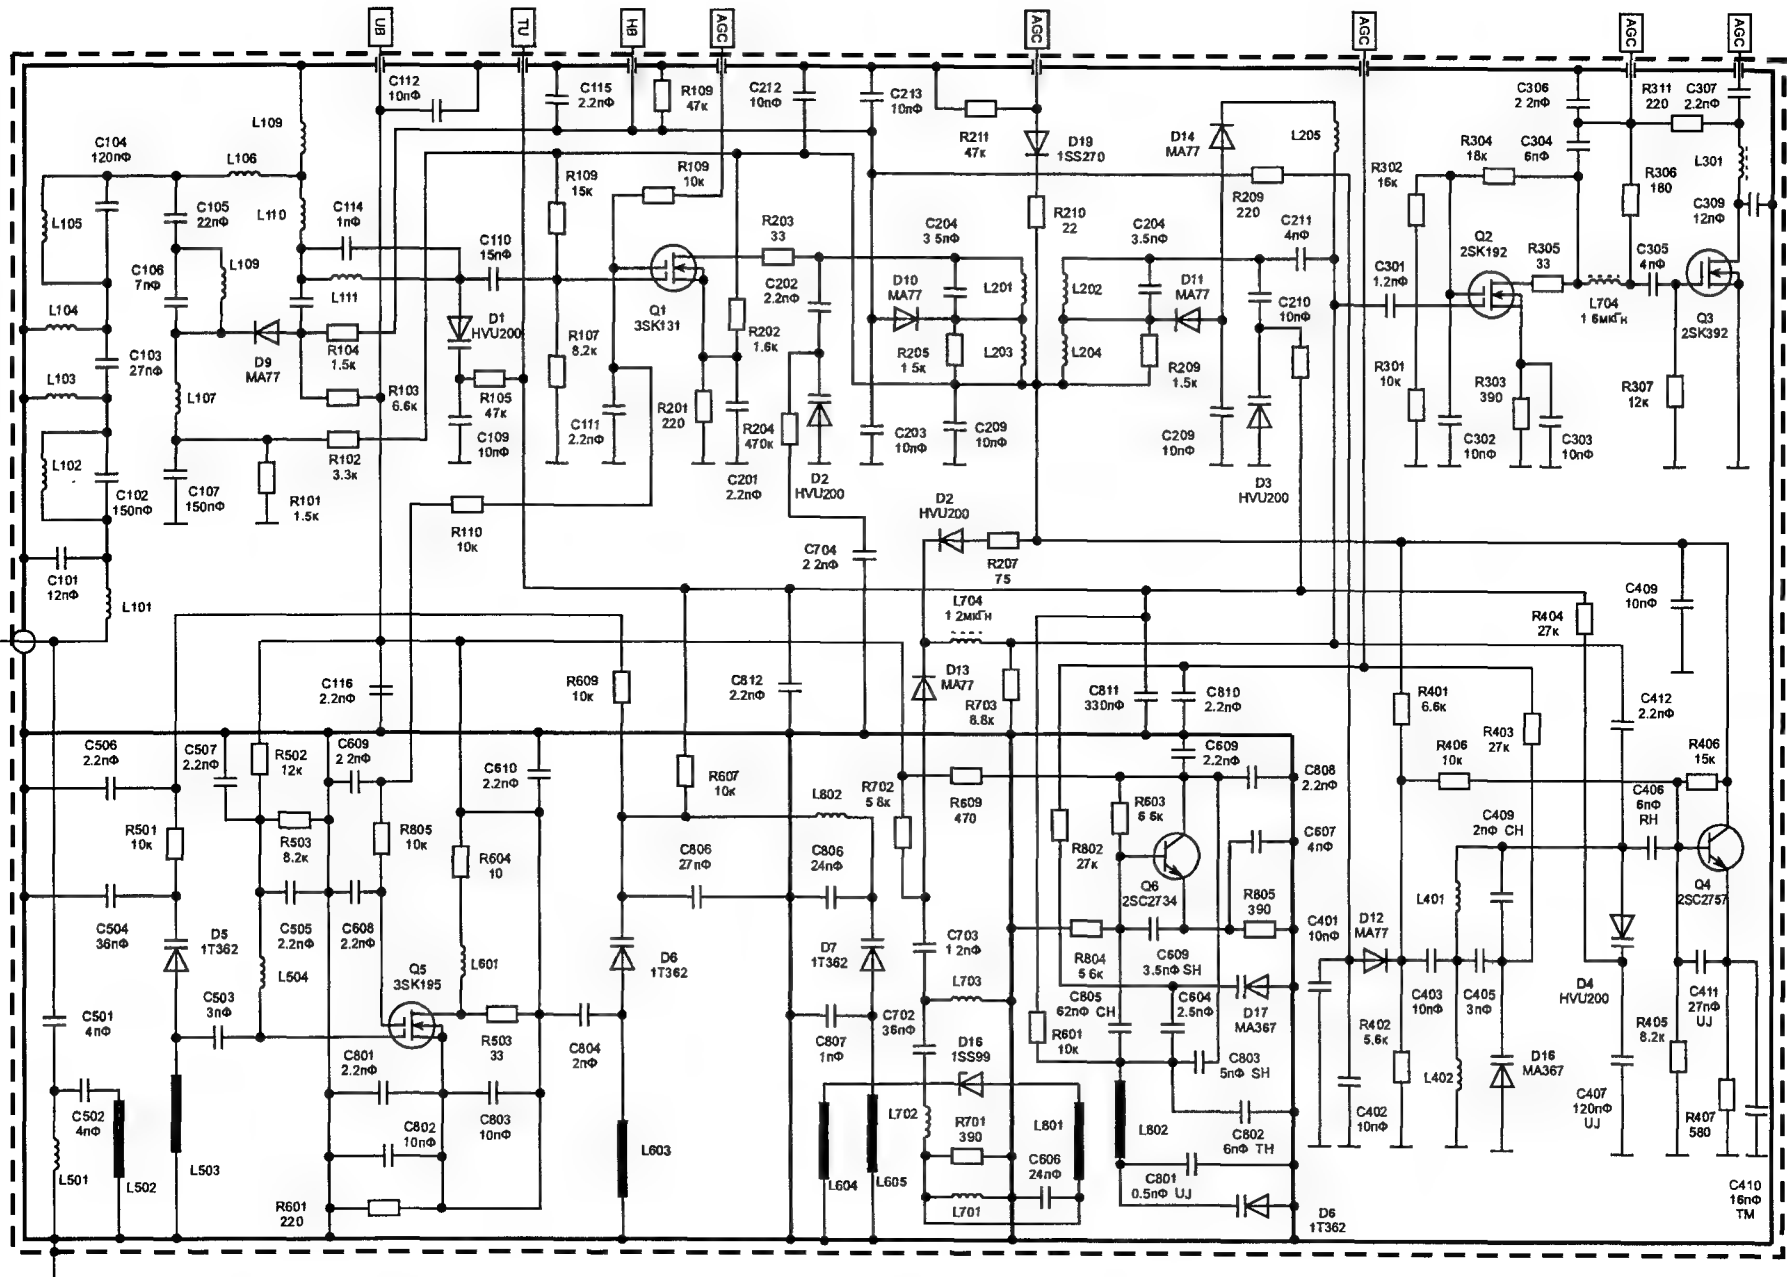 UB
TU
HB
AGC
AGC
AGC
AGC
AGC
C112
10пФ
C115
2.2пФ
R109
47к
C212
10пФ
C213
10пФ
R211
47к
D19
1SS270
D14
MA77
L205
C306
2 2пФ
R311
220
C307
2.2пФ
C304
6пФ
R304
18к
R302
16к
R306
180
L301
C309
12пФ
C104
120пФ
L109
L106
L105
C105
22пФ
L110
C114
1пФ
R109
15к
R109
10к
R203
33
C204
3 5пФ
R210
22
C204
3.5пФ
R209
220
C211
4пФ
Q2
2SK192
R305
33
C305
4пФ
C110
15пФ
C106
7пФ
L109
L111
L104
Q1
3SK131
C202
2.2пФ
D10
MA77
L201
L202
D11
MA77
C210
10пФ
C301
1.2пФ
L704
1 6мкГн
Q3
2SK392
D1
HVU200
R107
8.2к
R202
1.6к
R205
1 5к
L203
L204
R209
1.5к
C103
27пФ
D9
MA77
R104
1.5к
R103
6.6к
L103
L107
R105
47к
C109
10пФ
C111
2.2пФ
R201
220
R204
470к
C203
10пФ
C209
10пФ
C209
10пФ
R301
10к
R303
390
R307
12к
C302
10пФ
C303
10пФ
L102
C102
150пФ
C107
150пФ
R101
1.5к
R102
3.3к
C201
2.2пФ
D2
HVU200
D3
HVU200
R110
10к
D2
HVU200
R207
75
C704
2 2пФ
C101
12пФ
L101
L704
1 2мкГн
R404
27к
C409
10пФ
C116
2.2пФ
R609
10к
C812
2.2пФ
D13
MA77
R703
8.8к
C811
330пФ
C810
2.2пФ
R401
6.6к
C412
2.2пФ
C506
2.2пФ
C507
2.2пФ
R502
12к
C609
2 2пФ
C610
2.2пФ
R607
10к
R702
5 8к
L802
C609
2.2пФ
R609
470
R603
6 6к
C808
2.2пФ
R406
10к
R403
27к
R406
15к
C406
6пФ
RH
C409
2пФ CH
R501
10к
R503
8.2к
R805
10к
R604
10
C806
27пФ
C806
24пФ
R802
27к
C607
4пФ
Q6
2SC2734
R805
390
C401
10пФ
D12
MA77
L401
Q4
2SC2757
C504
36пФ
C505
2.2пФ
C608
2.2пФ
D5
1T362
L504
Q5
3SK195
L601
D6
1T362
D7
1T362
C703
1 2пФ
R804
5 6к
C609
3.5пФ SH
L703
C805
62пФ CH
C604
2.5пФ
D17
MA367
C403
10пФ
C405
3пФ
D4
HVU200
C411
27пФ
UJ
C501
4пФ
C503
3пФ
R503
33
C804
2пФ
C807
1пФ
C702
36пФ
R601
10к
C803
5пФ SH
R402
5.6к
L402
D16
MA367
R405
8.2к
C801
2.2пФ
D16
1SS99
C502
4пФ
C802
10пФ
C803
10пФ
L702
R701
390
L801
L802
C802
6пФ TH
C402
10пФ
C407
120пФ
UJ
R407
580
L501
L502
L503
L603
L604
L605
C606
24пФ
C801
0.5пФ UJ
R601
220
L701
D6
1T362
C410
16пФ
TM